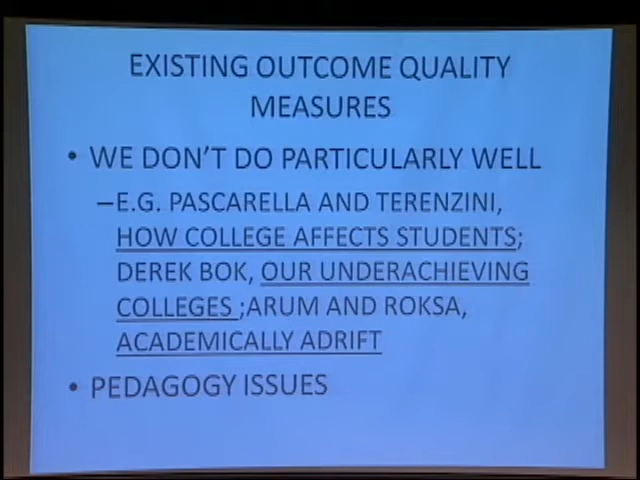 EXISTING OUTCOME QUALITY
MEASURES
• WE DON'T DO PARTICULARLY WELL
–E.G. PASCARELLA AND TERENZINI,
HOW COLLEGE AFFECTS STUDENTS;
DEREK BOK, OUR UNDERACHIEVING
COLLEGES ;ARUM AND ROKSA,
ACADEMICALLY ADRIFT
• PEDAGOGY ISSUES